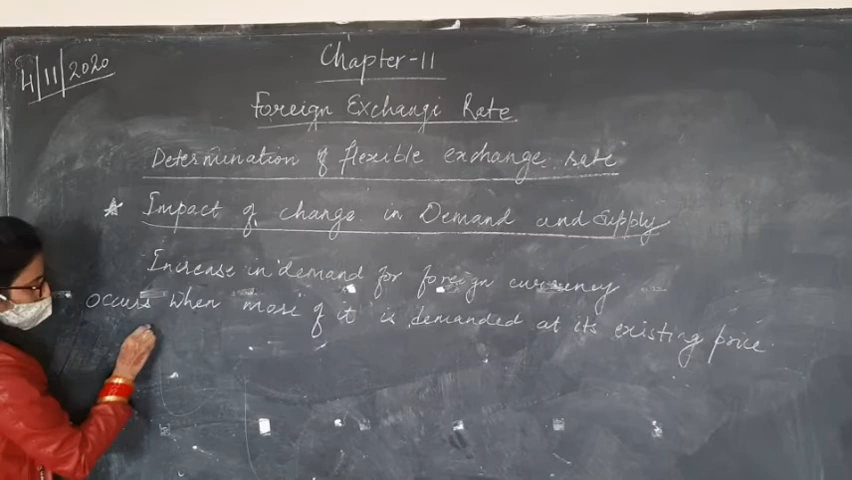 4/11/2020
Chapter-11
Foreign Exchange Rate
Determination of flexible exchange rate
* Impact of change in Demand and Supply
Increase in demand for foreign currency
occurs when more of it is demanded at its existing price